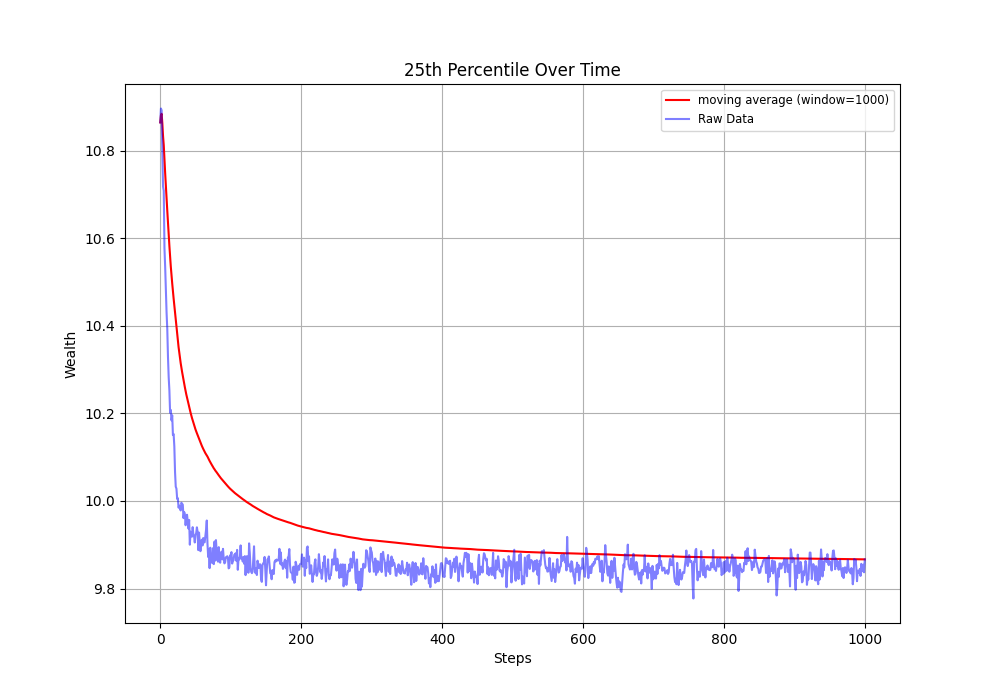 25th Percentile Over Time
moving average (window=1000)
Raw Data
Wealth
10.8
10.6
10.4
10.2
10.0
9.8
0 200 400 600 800 1000
Steps